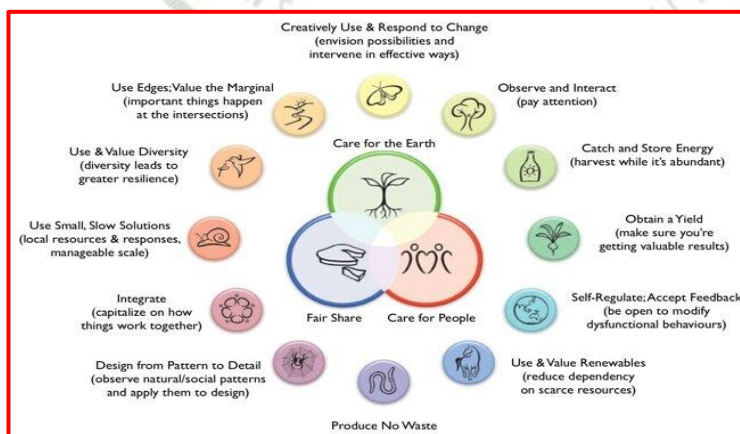 Creatively Use & Respond to Change
(envision possibilities and
intervene in effective ways)
Observe and Interact
(pay attention)
Catch and Store Energy
(harvest while it's abundant)
Obtain a Yield
(make sure you're
getting valuable results)
Self-Regulate; Accept Feedback
(be open to modify
dysfunctional behaviours)
Use & Value Renewables
(reduce dependency
on scarce resources)
Produce No Waste
Design from Pattern to Detail
(observe natural/social patterns
and apply them to design)
Integrate
(capitalize on how
things work together)
Use Small, Slow Solutions
(local resources & responses,
manageable scale)
Use & Value Diversity
(diversity leads to
greater resilience)
Use Edges; Value the Marginal
(important things happen
at the intersections)
Care for the Earth
Fair Share
Care for People